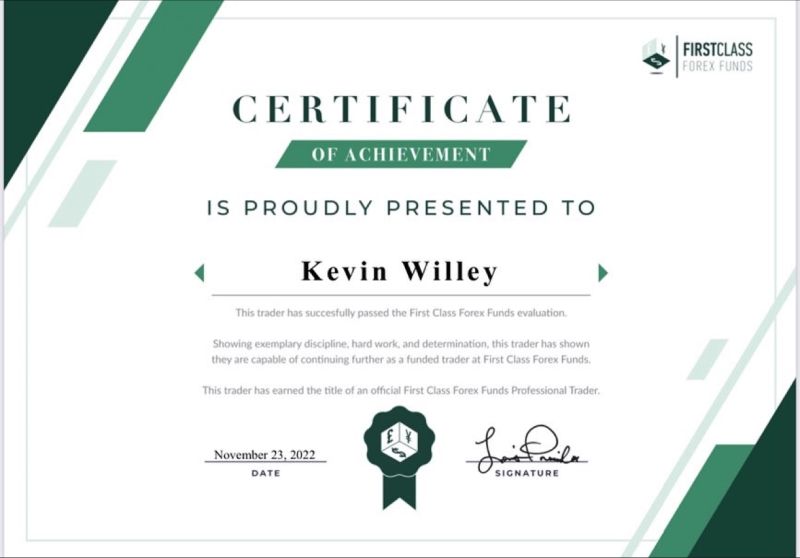 FIRSTCLASS
FOREX FUNDS
CERTIFICATE
OF ACHIEVEMENT
IS PROUDLY PRESENTED TO
Kevin Willey
This trader has succesfully passed the First Class Forex Funds evaluation.
Showing exemplary discipline, hard work, and determination, this trader has shown
they are capable of continuing further as a funded trader at First Class Forex Funds.
This trader has earned the title of an official First Class Forex Funds Professional Trader.
£ ¥
$
November 23, 2022
DATE
SIGNATURE